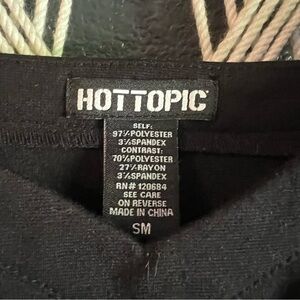 HOTTOPIC
SELF:
97%POLYESTER
3%SPANDEX
CONTRAST:
70%POLYESTER
27%RAYON
3%SPANDEX
RN# 120684
SEE CARE
ON REVERSE
MADE IN CHINA
SM